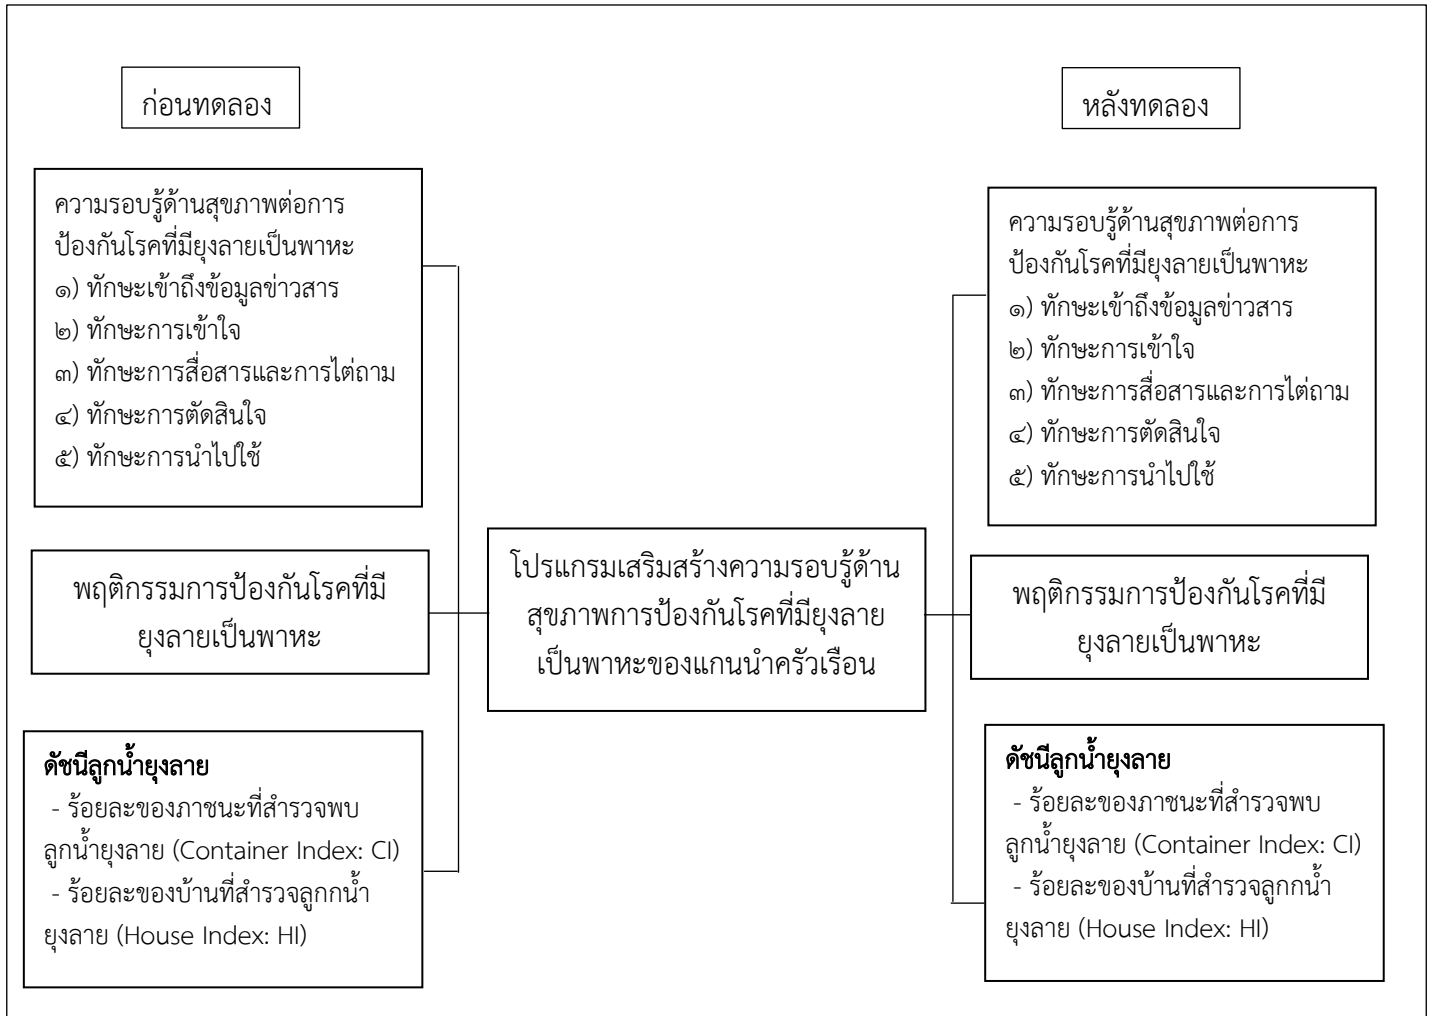 ก่อนทดลอง
หลังทดลอง
ความรอบรู้ด้านสุขภาพต่อการ
ป้องกันโรคที่มียุงลายเป็นพาหะ
๑) ทักษะเข้าถึงข้อมูลข่าวสาร
๒) ทักษะการเข้าใจ
๓) ทักษะการสื่อสารและการไต่ถาม
๔) ทักษะการตัดสินใจ
๕) ทักษะการนำไปใช้
พฤติกรรมการป้องกันโรคที่มี
ยุงลายเป็นพาหะ
ดัชนีลูกน้ำยุงลาย
- ร้อยละของภาชนะที่สำรวจพบ
ลูกน้ำยุงลาย (Container Index: CI)
- ร้อยละของบ้านที่สำรวจลูกกน้ำ
ยุงลาย (House Index: HI)
โปรแกรมเสริมสร้างความรอบรู้ด้าน
สุขภาพการป้องกันโรคที่มียุงลาย
เป็นพาหะของแกนนำครัวเรือน
ความรอบรู้ด้านสุขภาพต่อการ
ป้องกันโรคที่มียุงลายเป็นพาหะ
๑) ทักษะเข้าถึงข้อมูลข่าวสาร
๒) ทักษะการเข้าใจ
๓) ทักษะการสื่อสารและการไต่ถาม
๔) ทักษะการตัดสินใจ
๕) ทักษะการนำไปใช้
พฤติกรรมการป้องกันโรคที่มี
ยุงลายเป็นพาหะ
ดัชนีลูกน้ำยุงลาย
- ร้อยละของภาชนะที่สำรวจพบ
ลูกน้ำยุงลาย (Container Index: CI)
- ร้อยละของบ้านที่สำรวจลูกกน้ำ
ยุงลาย (House Index: HI)